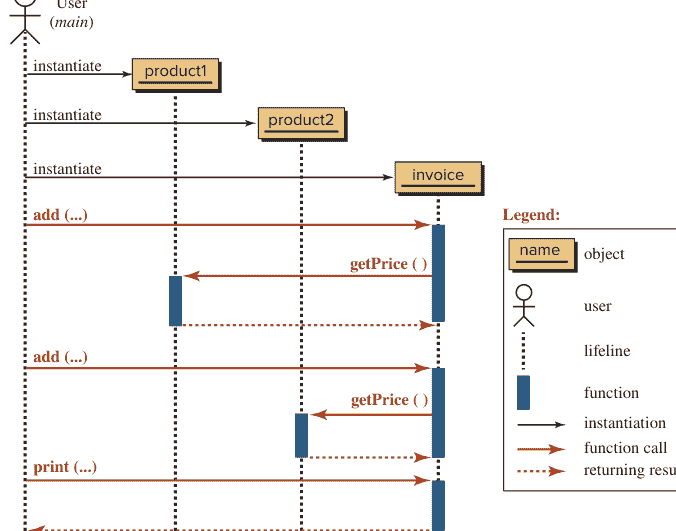 User
(main)
instantiate
product1
instantiate
product2
instantiate
invoice
add (...)
getPrice ( )
add (...)
getPrice ( )
print (...)
Legend:
name
object
user
lifeline
function
instantiation
function call
returning